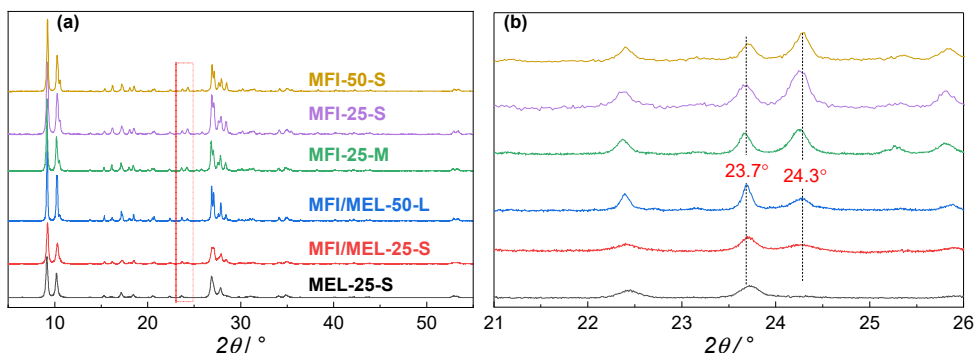 (a)
MFI-50-S
MFI-25-S
MFI-25-M
MFI/MEL-50-L
MFI/MEL-25-S
MEL-25-S
10 20 30 40 50
2θ / °
(b)
23.7° 24.3°
21 22 23 24 25 26
2θ / °